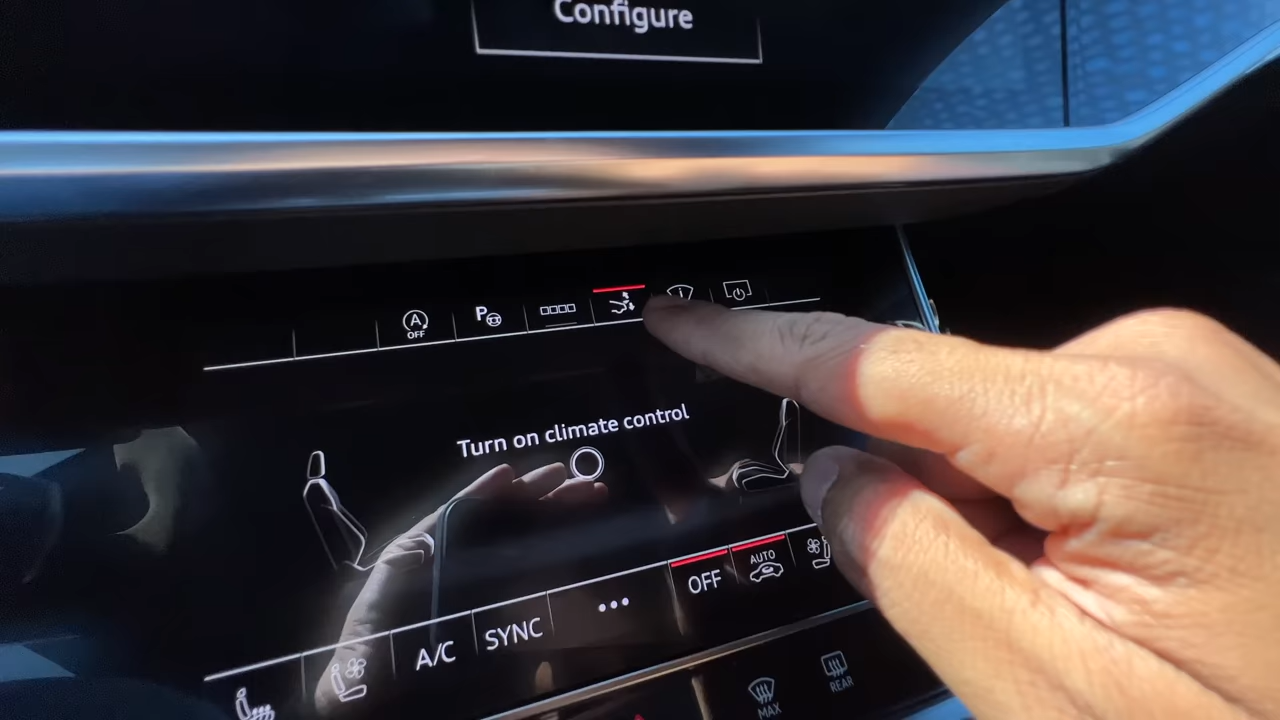 Configure
A
OFF
P
Turn on climate control
A/C
SYNC
OFF
AUTO
MAX
REAR